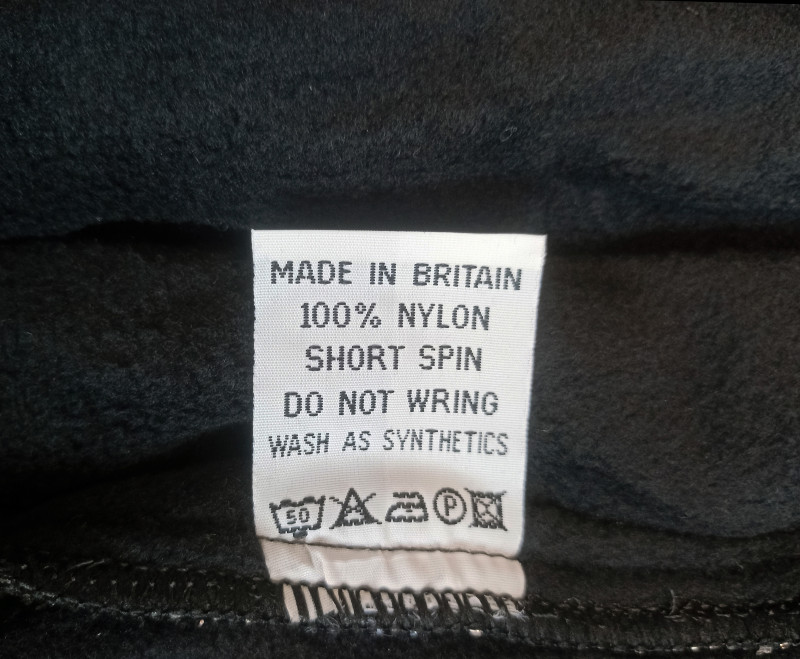 MADE IN BRITAIN
100% NYLON
SHORT SPIN
DO NOT WRING
WASH AS SYNTHETICS
50 A P